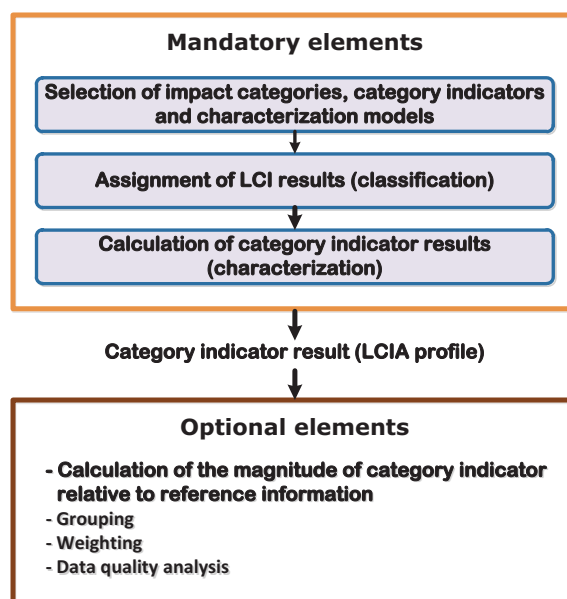 Mandatory elements
Selection of impact categories, category indicators
and characterization models
Assignment of LCI results (classification)
Calculation of category indicator results
(characterization)
Category indicator result (LCIA profile)
Optional elements
- Calculation of the magnitude of category indicator
relative to reference information
- Grouping
- Weighting
- Data quality analysis